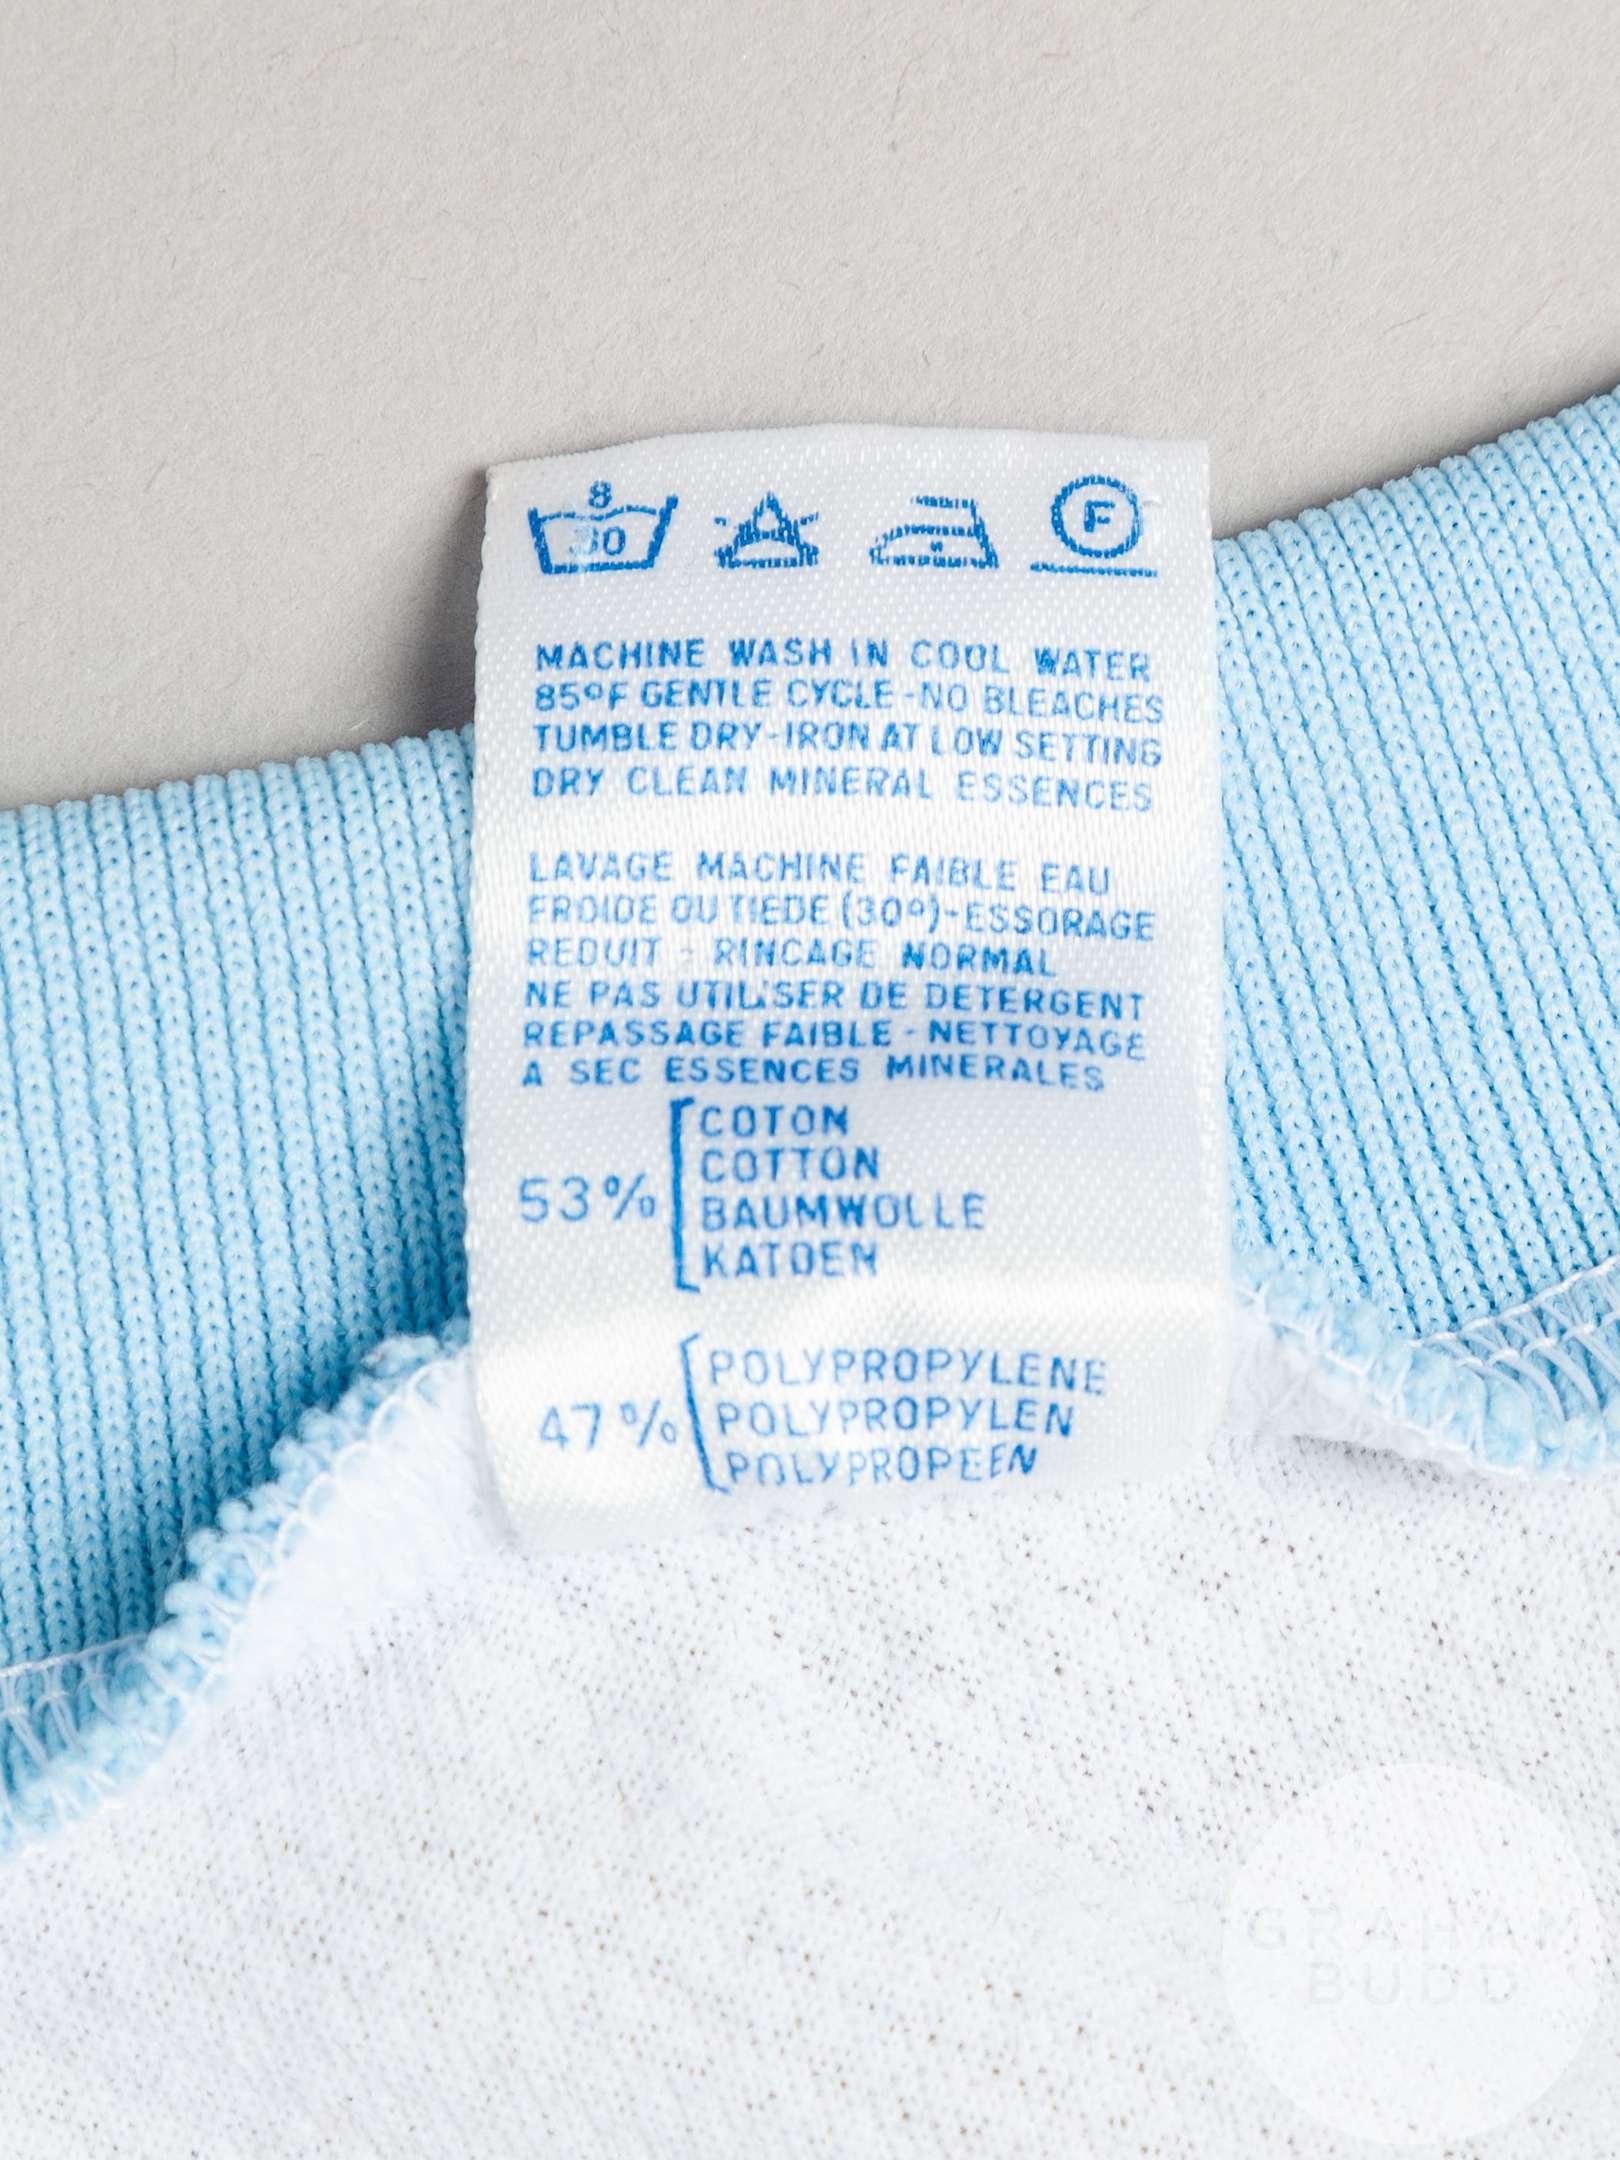 8
30
F
MACHINE WASH IN COOL WATER
85°F GENTLE CYCLE-NO BLEACHES
TUMBLE DRY-IRON AT LOW SETTING
DRY CLEAN MINERAL ESSENCES
LAVAGE MACHINE FAIBLE EAU
FROIDE OU TIEDE (30°)-ESSORAGE
REDUIT - RINCAGE NORMAL
NE PAS UTILISER DE DETERGENT
REPASSAGE FAIBLE - NETTOYAGE
A SEC ESSENCES MINERALES
53% COTON
COTTON
BAUMWOLLE
KATOEN
47% POLYPROPYLENE
POLYPROPYLEN
POLYPROPEEN
GRAHAM
BUDD